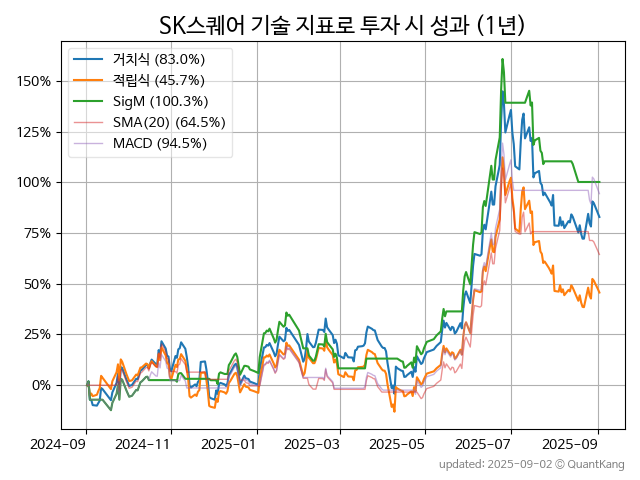 SK스퀘어 기술 지표로 투자 시 성과 (1년)
거치식 (83.0%)
적립식 (45.7%)
SigM (100.3%)
SMA(20) (64.5%)
MACD (94.5%)
150%
125%
100%
75%
50%
25%
0%
2024-09 2024-11 2025-01 2025-03 2025-05 2025-07 2025-09
updated: 2025-09-02 © QuantKang